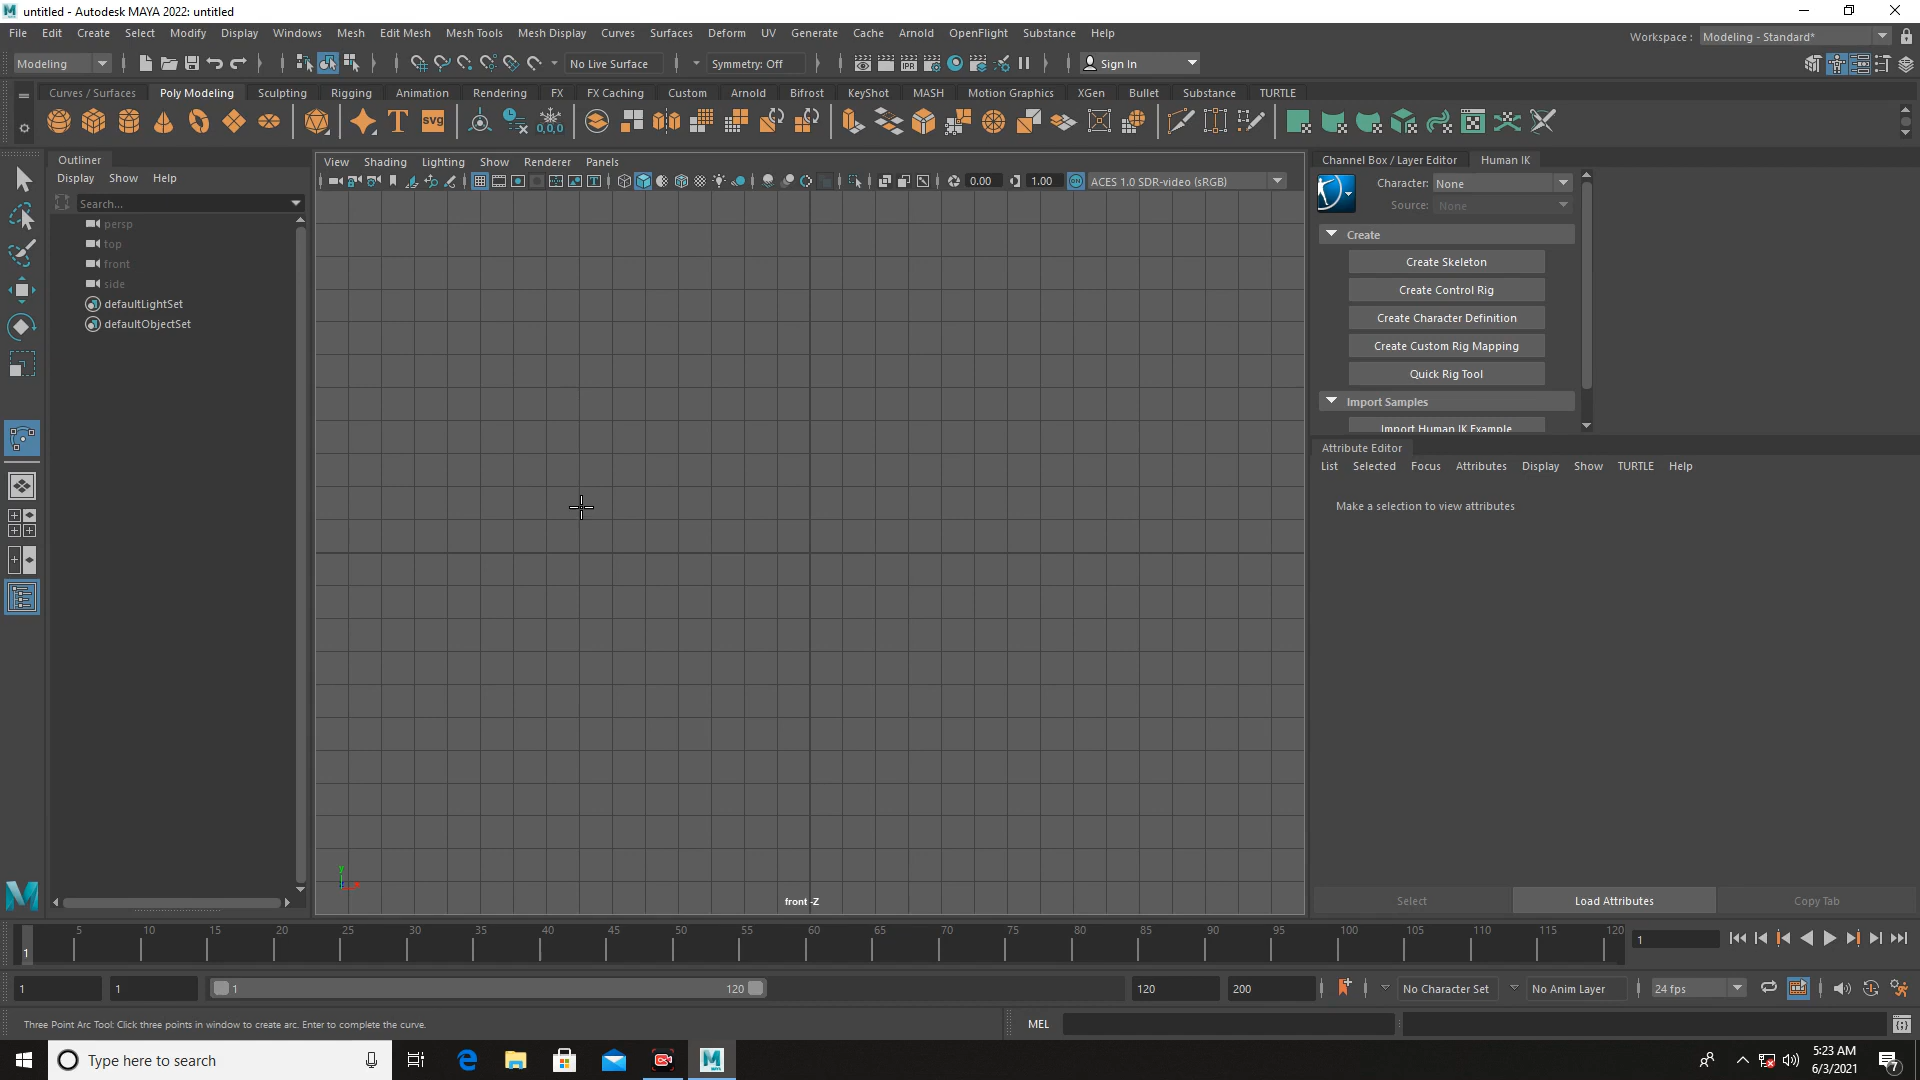 untitled - Autodesk MAYA 2022: untitled
File Edit Create Select Modify Display Windows Mesh Edit Mesh Mesh Tools Mesh Display Curves Surfaces Deform UV Generate Cache Arnold OpenFlight Substance Help
Workspace : Modeling - Standard*
Modeling IPR No Live Surface Symmetry: Off Sign In
Curves / Surfaces Poly Modeling Sculpting Rigging Animation Rendering FX FX Caching Custom Arnold Bifrost KeyShot MASH Motion Graphics XGen Bullet Substance TURTLE
T svg 0,0,0
Outliner
Display Show Help
Search...
persp
top
front
side
defaultLightSet
defaultObjectSet
View Shading Lighting Show Renderer Panels
0.00 1.00 ON ACES 1.0 SDR-video (sRGB)
y
front -Z
Channel Box / Layer Editor Human IK
Character: None
Source: None
Create
Create Skeleton
Create Control Rig
Create Character Definition
Create Custom Rig Mapping
Quick Rig Tool
Import Samples
Import Human IK Example
Attribute Editor
List Selected Focus Attributes Display Show TURTLE Help
Make a selection to view attributes
Select Load Attributes Copy Tab
5 10 15 20 25 30 35 40 45 50 55 60 65 70 75 80 85 90 95 100 105 110 115 120
1 1
1 1 1 120 120 200 No Character Set No Anim Layer 24 fps
Three Point Arc Tool: Click three points in window to create arc. Enter to complete the curve.
MEL
Type here to search
MAYA
5:23 AM
6/3/2021
7